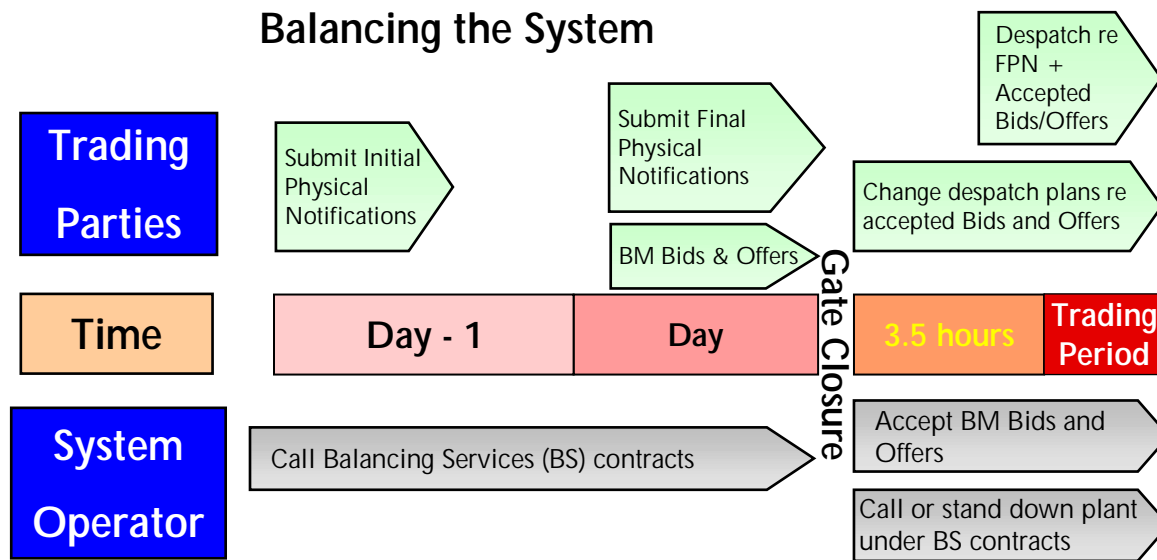 Balancing the System
Despatch re
FPN +
Accepted
Bids/Offers
Trading
Parties
Submit Initial
Physical
Notifications
Submit Final
Physical
Notifications
Change despatch plans re
accepted Bids and Offers
BM Bids & Offers
Gate Closure
Time
Day - 1
Day
3.5 hours
Trading
Period
System
Operator
Call Balancing Services (BS) contracts
Accept BM Bids and
Offers
Call or stand down plant
under BS contracts